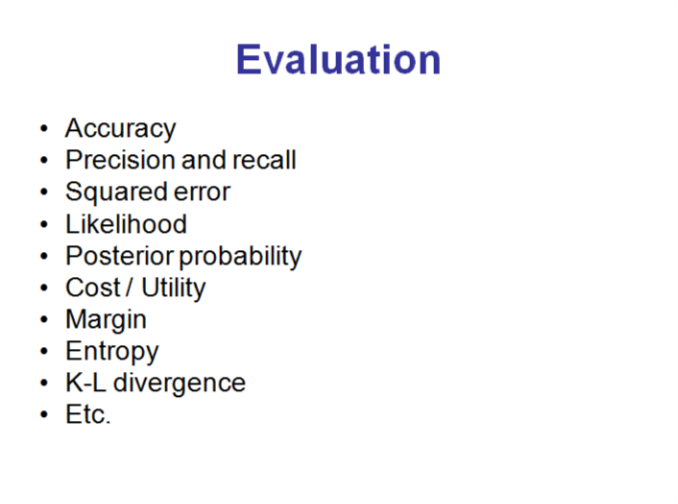 Evaluation
• Accuracy
• Precision and recall
• Squared error
• Likelihood
• Posterior probability
• Cost / Utility
• Margin
• Entropy
• K-L divergence
• Etc.